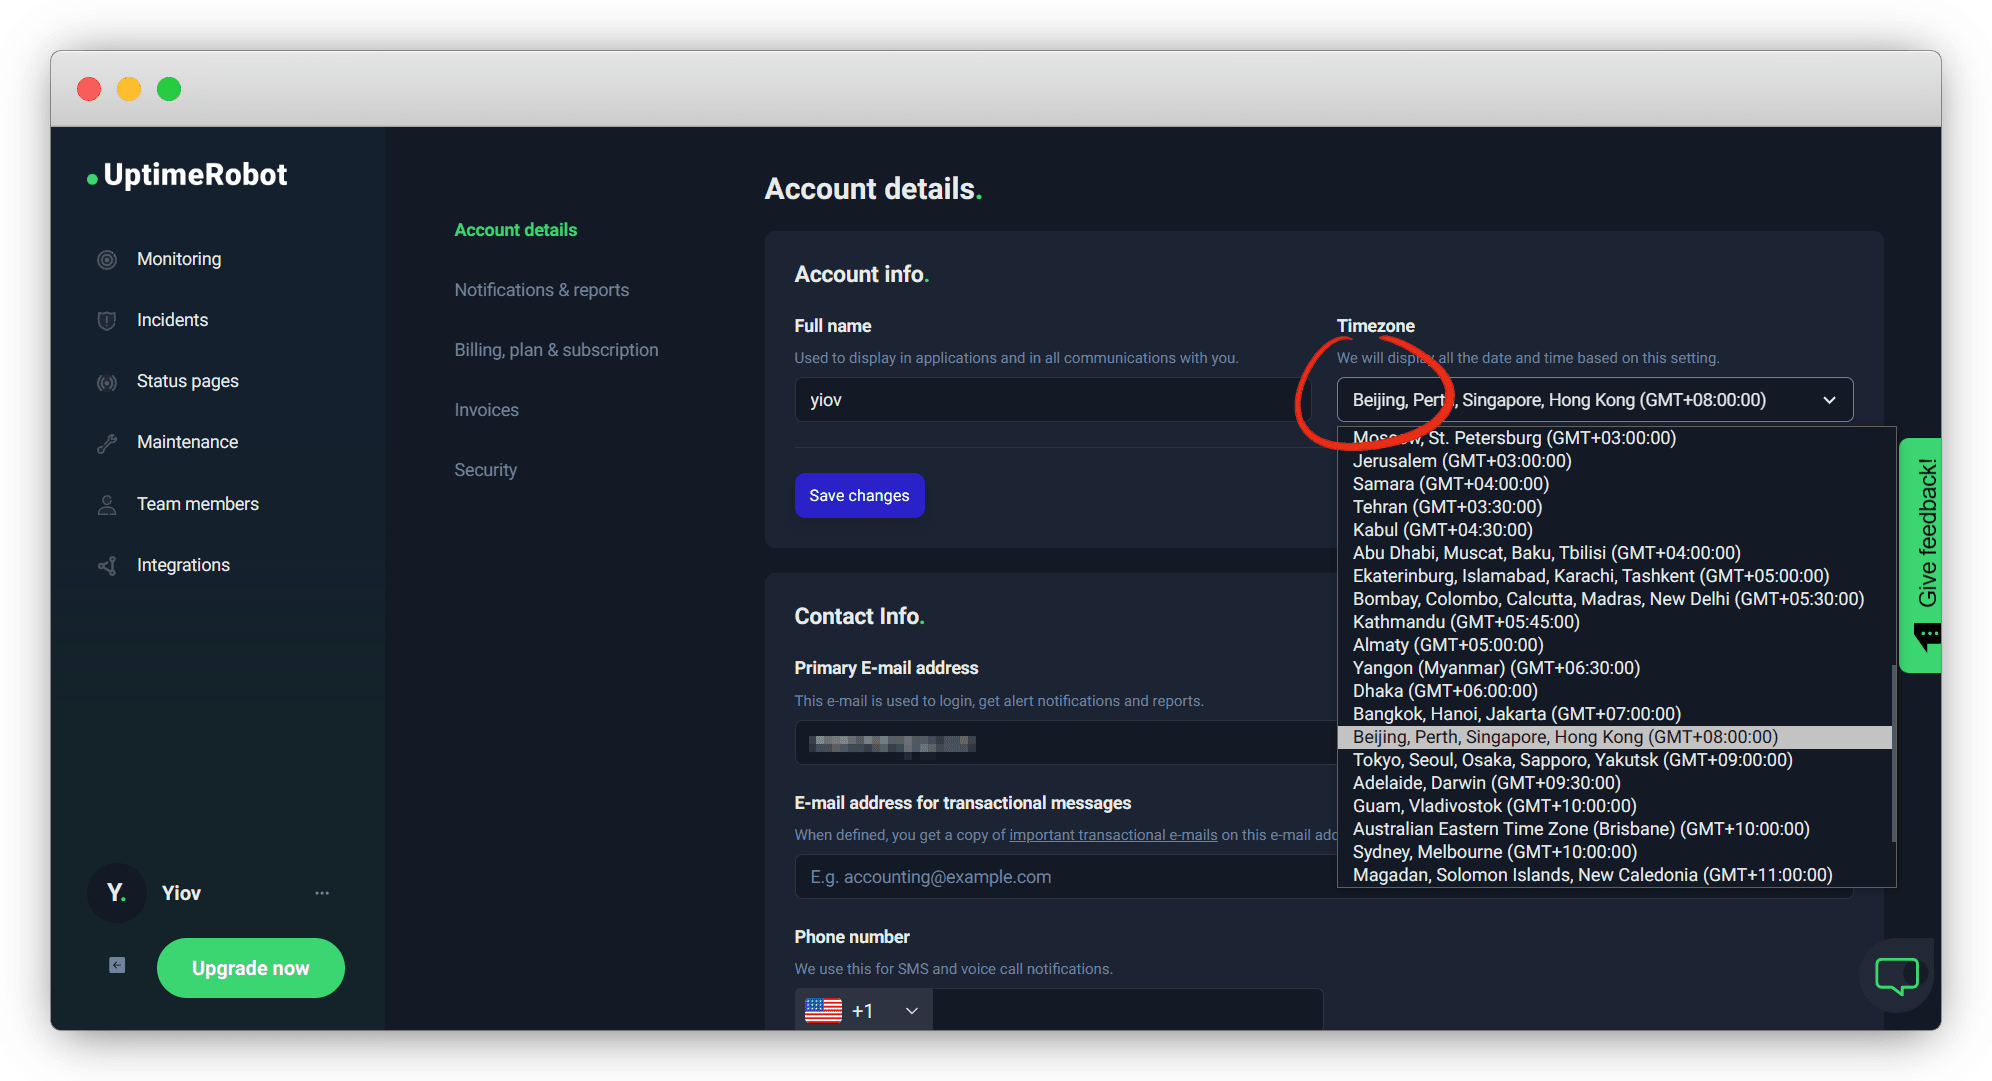 UptimeRobot
Monitoring
Incidents
Status pages
Maintenance
Team members
Integrations
Y.
Yiov
Upgrade now
Account details
Notifications & reports
Billing, plan & subscription
Invoices
Security
Account details.
Account info.
Full name
Used to display in applications and in all communications with you.
yiov
Save changes
Timezone
We will display all the date and time based on this setting.
Beijing, Perth, Singapore, Hong Kong (GMT+08:00:00)
Moscow, St. Petersburg (GMT+03:00:00)
Jerusalem (GMT+03:00:00)
Samara (GMT+04:00:00)
Tehran (GMT+03:30:00)
Kabul (GMT+04:30:00)
Abu Dhabi, Muscat, Baku, Tbilisi (GMT+04:00:00)
Ekaterinburg, Islamabad, Karachi, Tashkent (GMT+05:00:00)
Bombay, Colombo, Calcutta, Madras, New Delhi (GMT+05:30:00)
Kathmandu (GMT+05:45:00)
Almaty (GMT+05:00:00)
Yangon (Myanmar) (GMT+06:30:00)
Dhaka (GMT+06:00:00)
Bangkok, Hanoi, Jakarta (GMT+07:00:00)
Beijing, Perth, Singapore, Hong Kong (GMT+08:00:00)
Tokyo, Seoul, Osaka, Sapporo, Yakutsk (GMT+09:00:00)
Adelaide, Darwin (GMT+09:30:00)
Guam, Vladivostok (GMT+10:00:00)
Australian Eastern Time Zone (Brisbane) (GMT+10:00:00)
Sydney, Melbourne (GMT+10:00:00)
Magadan, Solomon Islands, New Caledonia (GMT+11:00:00)
Contact Info.
Primary E-mail address
This e-mail is used to login, get alert notifications and reports.
E-mail address for transactional messages
When defined, you get a copy of important transactional e-mails on this e-mail add
E.g. accounting@example.com
Phone number
We use this for SMS and voice call notifications.
+1
Give feedback!